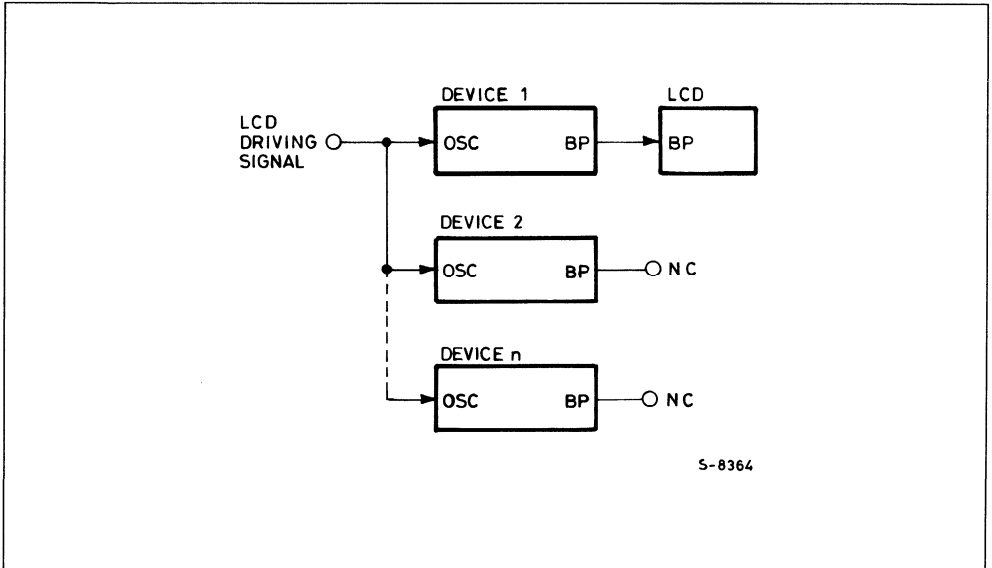 DEVICE 1
LCD
LCD
DRIVING
SIGNAL
OSC
BP
BP
DEVICE 2
OSC
BP
NC
DEVICE n
OSC
BP
NC
S-8364